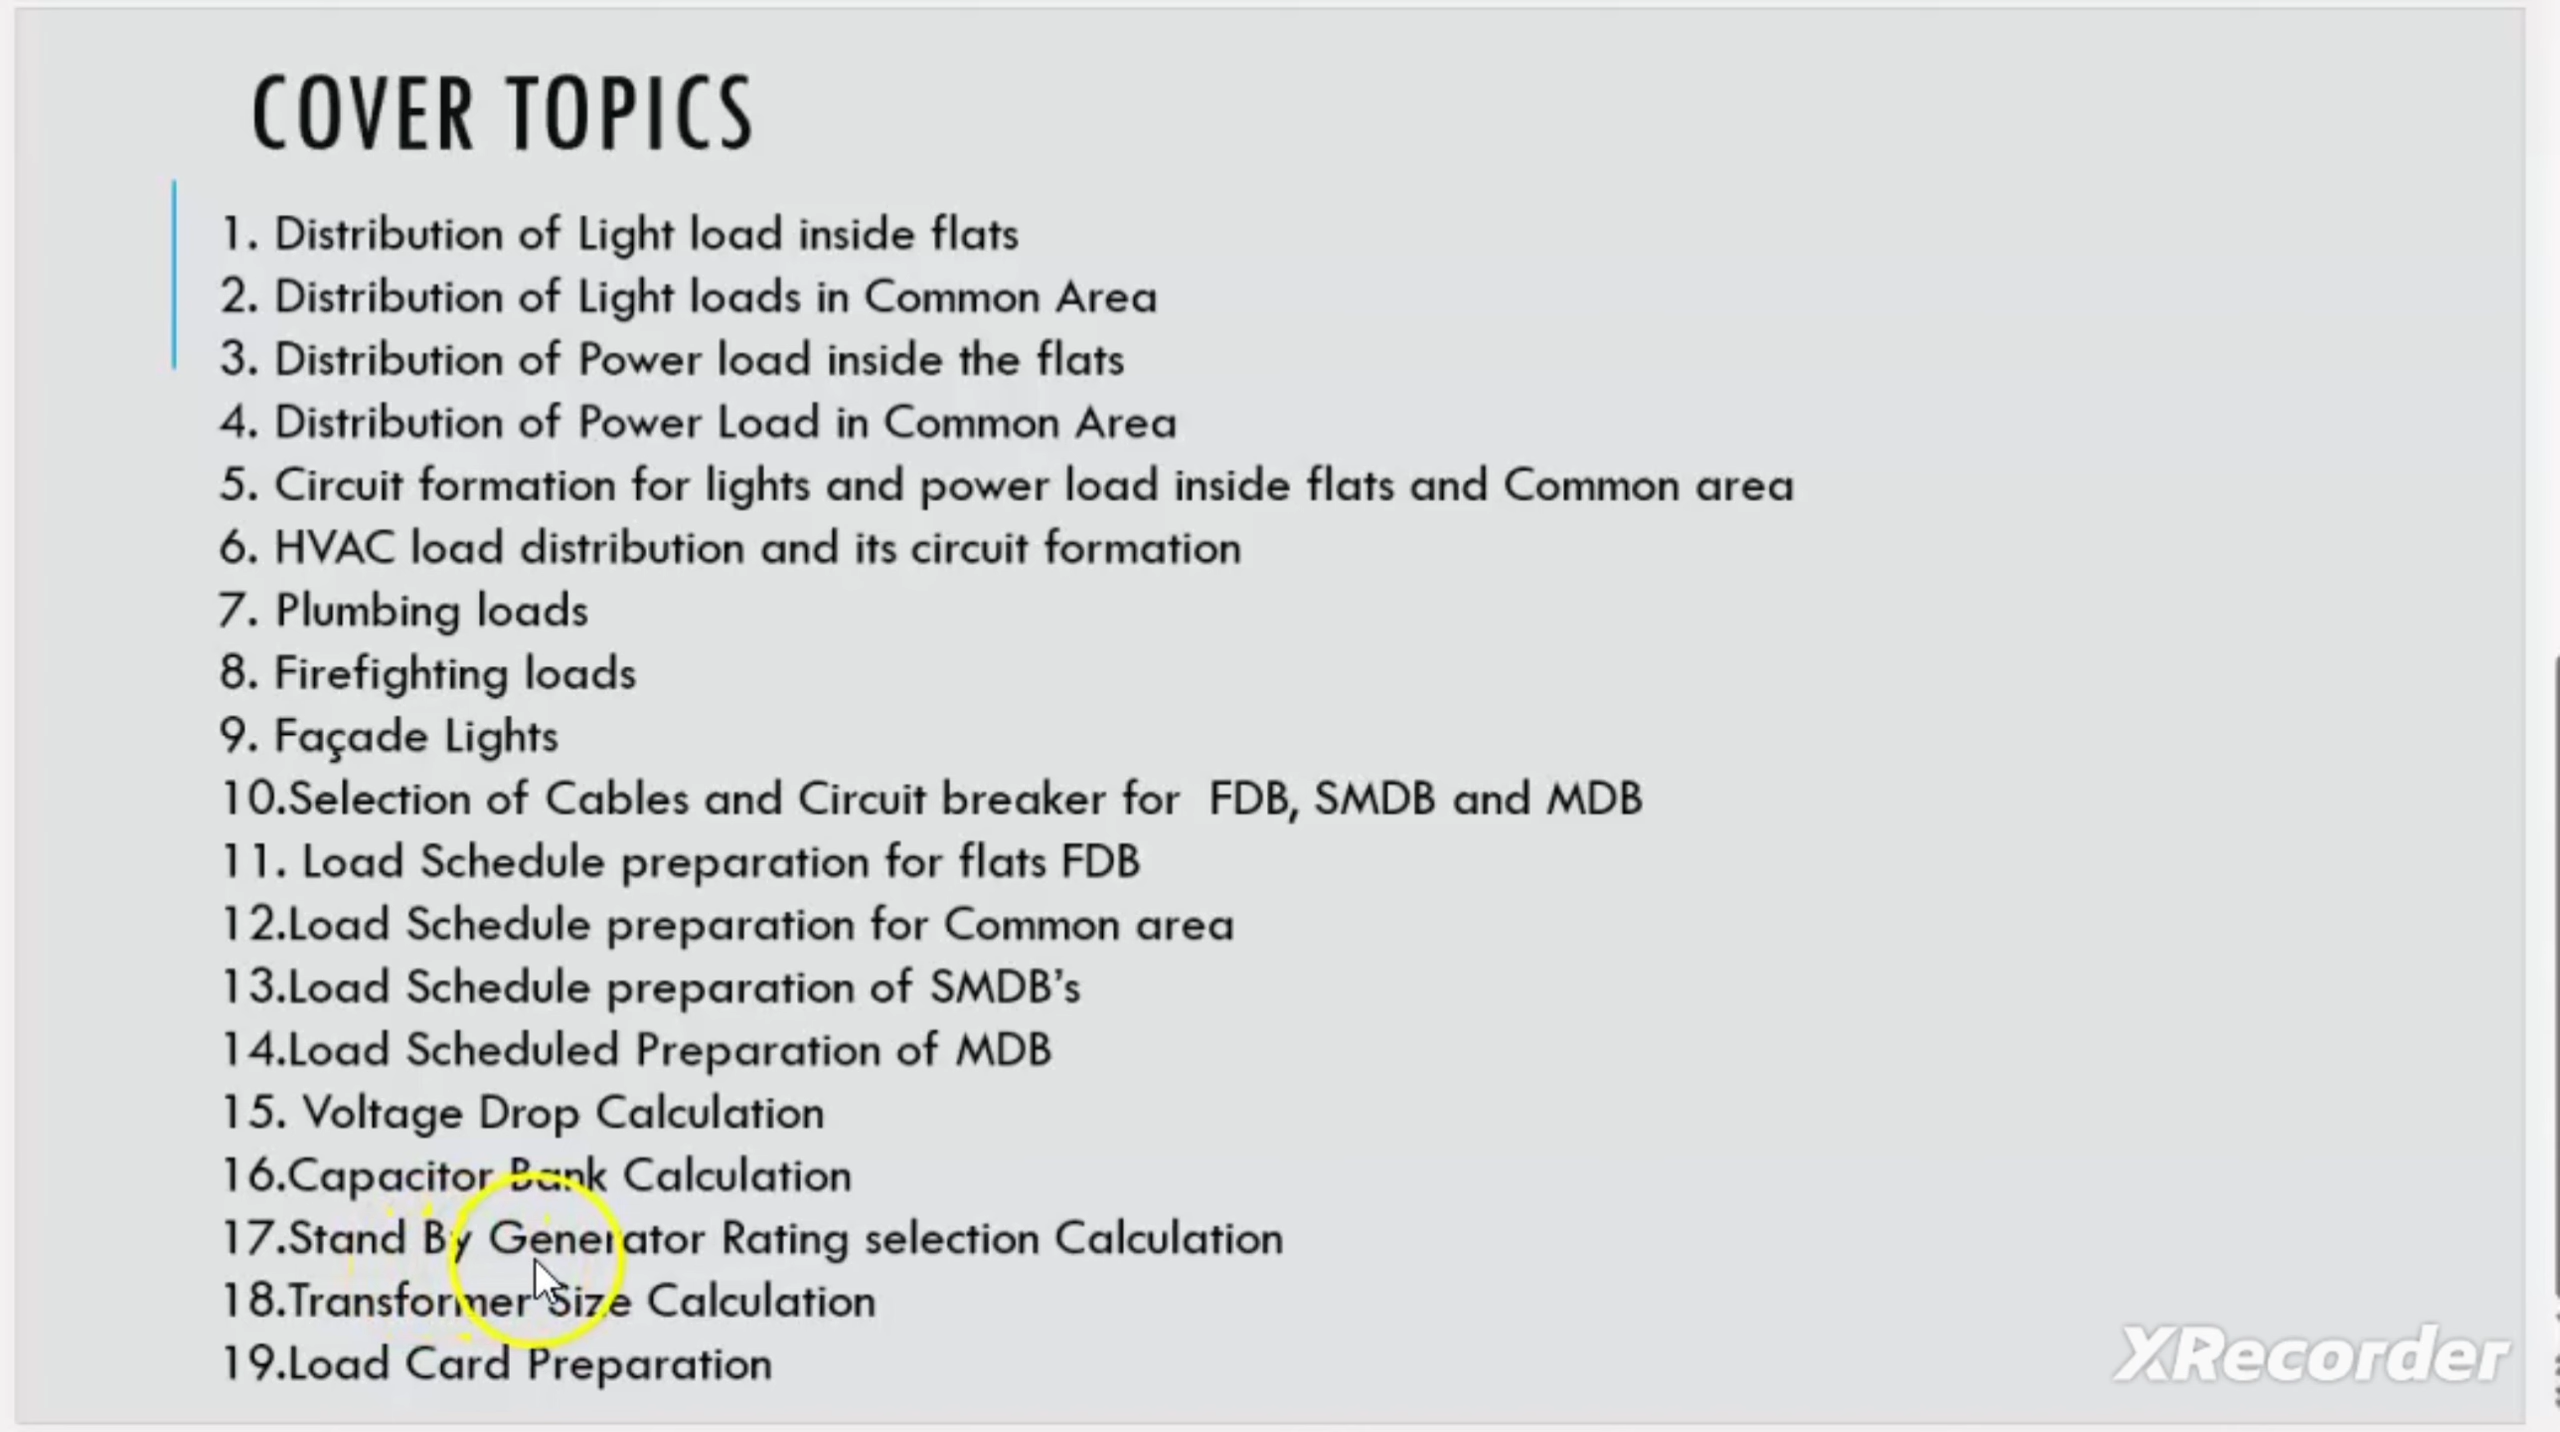 COVER TOPICS
1. Distribution of Light load inside flats
2. Distribution of Light loads in Common Area
3. Distribution of Power load inside the flats
4. Distribution of Power Load in Common Area
5. Circuit formation for lights and power load inside flats and Common area
6. HVAC load distribution and its circuit formation
7. Plumbing loads
8. Firefighting loads
9. Façade Lights
10.Selection of Cables and Circuit breaker for  FDB, SMDB and MDB
11. Load Schedule preparation for flats FDB
12.Load Schedule preparation for Common area
13.Load Schedule preparation of SMDB’s
14.Load Scheduled Preparation of MDB
15. Voltage Drop Calculation
16.Capacitor Bank Calculation
17.Stand By Generator Rating selection Calculation
18.Transformer Size Calculation
19.Load Card Preparation
XRecorder